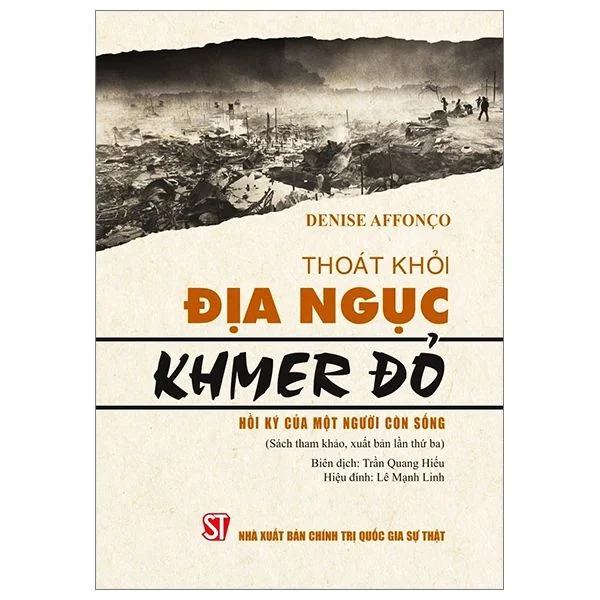 DENISE AFFONÇO
THOÁT KHỎI
ĐỊA NGỤC
KHMER ĐỎ
HỒI KÝ CỦA MỘT NGƯỜI CÒN SỐNG
(Sách tham khảo, xuất bản lần thứ ba)
Biên dịch: Trần Quang Hiếu
Hiệu đính: Lê Mạnh Linh
ST
NHÀ XUẤT BẢN CHÍNH TRỊ QUỐC GIA SỰ THẬT